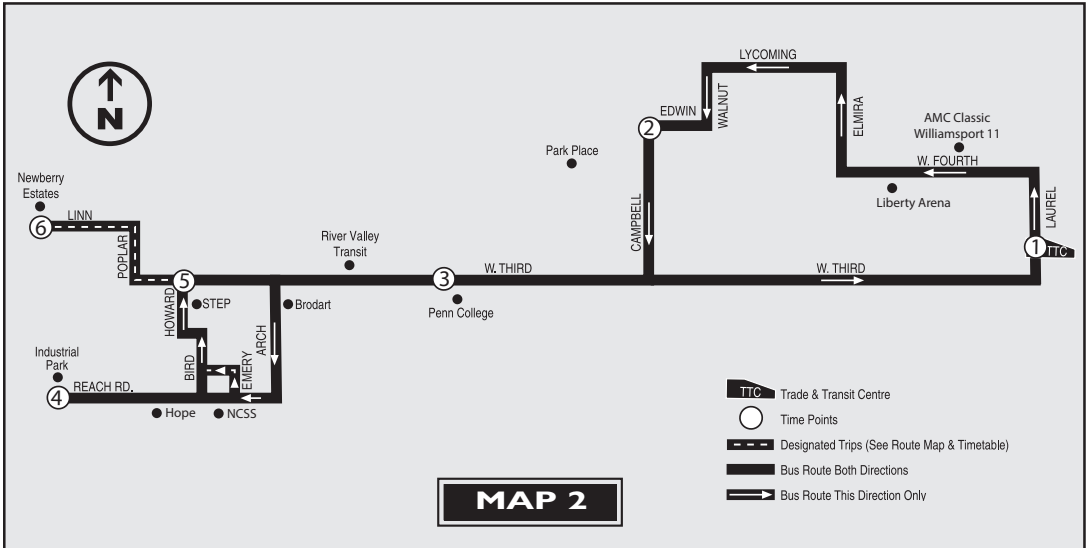 N
LYCOMING
EDWIN
WALNUT
ELMIRA
AMC Classic
Williamsport 11
W. FOURTH
Liberty Arena
LAUREL
1
TTC
2
Park Place
CAMPBELL
Newberry
Estates
6
LINN
POPLAR
5
River Valley
Transit
3
W. THIRD
Penn College
W. THIRD
STEP
Brodart
HOWARD
ARCH
BIRD
EMERY
Industrial
Park
4
REACH RD.
Hope
NCSS
TTC Trade & Transit Centre
Time Points
Designated Trips (See Route Map & Timetable)
Bus Route Both Directions
Bus Route This Direction Only
MAP 2